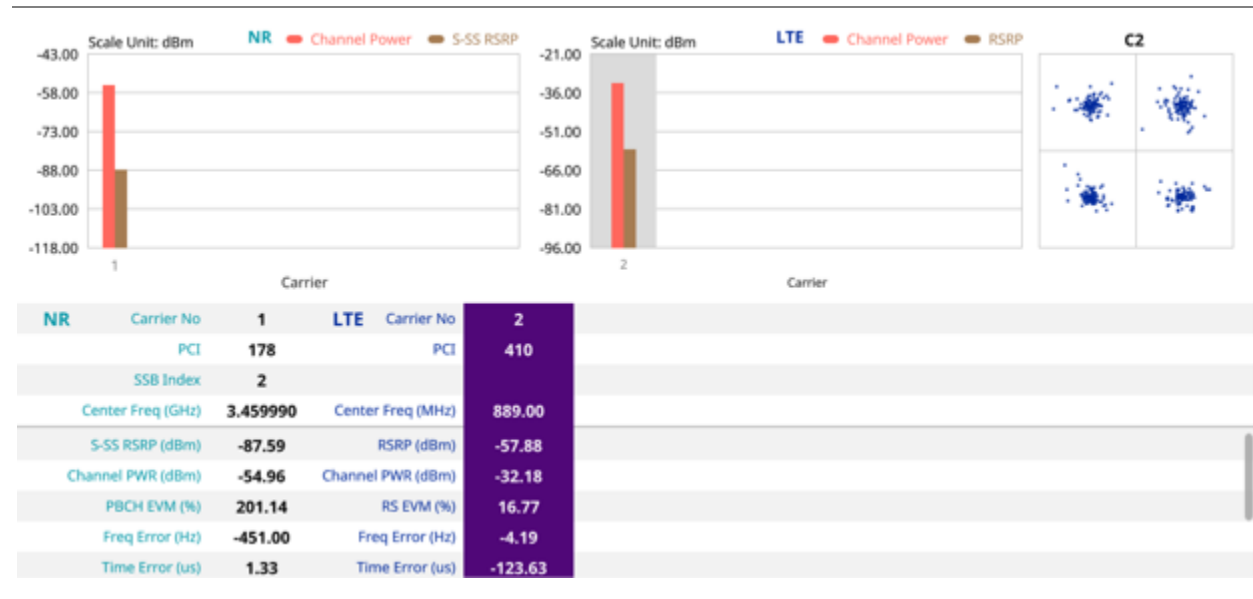 Scale Unit: dBm NR Channel Power S-SS RSRP
-43.00
-58.00
-73.00
-88.00
-103.00
-118.00
1
Carrier
Scale Unit: dBm LTE Channel Power RSRP
-21.00
-36.00
-51.00
-66.00
-81.00
-96.00
2
Carrier
C2
NR Carrier No 1 LTE Carrier No 2
PCI 178 PCI 410
SSB Index 2
Center Freq (GHz) 3.459990 Center Freq (MHz) 889.00
S-SS RSRP (dBm) -87.59 RSRP (dBm) -57.88
Channel PWR (dBm) -54.96 Channel PWR (dBm) -32.18
PBCH EVM (%) 201.14 RS EVM (%) 16.77
Freq Error (Hz) -451.00 Freq Error (Hz) -4.19
Time Error (us) 1.33 Time Error (us) -123.63